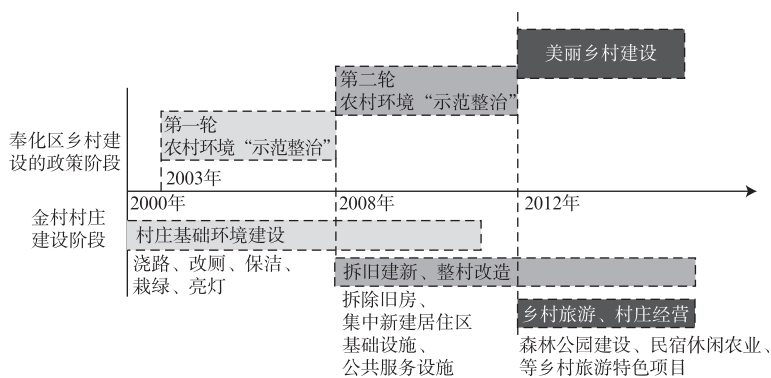 美丽乡村建设
第二轮
农村环境“示范整治”
第一轮
农村环境“示范整治”
奉化区乡村建
设的政策阶段
2003年
2000年
2008年
2012年
金村村庄
建设阶段
村庄基础环境建设
浇路、改厕、保洁、
栽绿、亮灯
拆旧建新、整村改造
拆除旧房、
集中新建居住区
基础设施、
公共服务设施
乡村旅游、村庄经营
森林公园建设、民宿休闲农业、
等乡村旅游特色项目